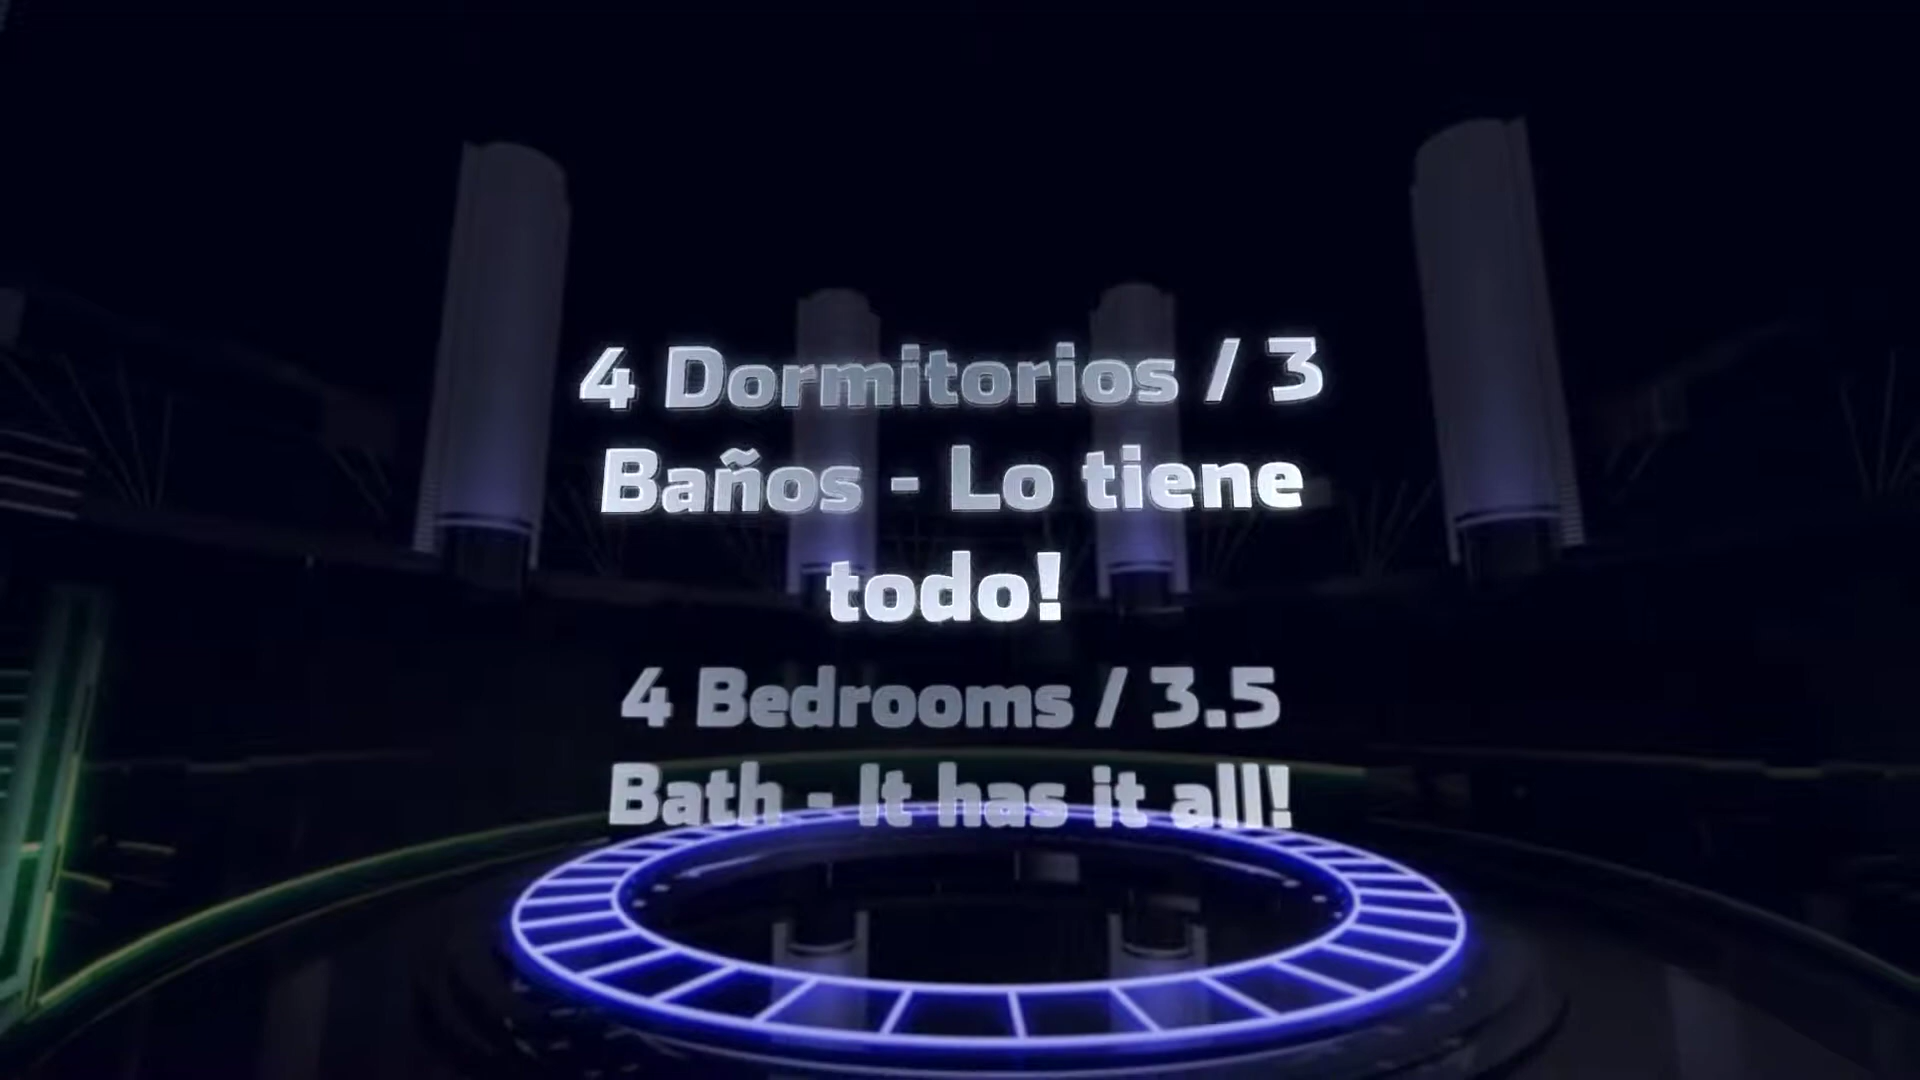 4 Dormitorios / 3
Baños - Lo tiene
todo!
4 Bedrooms / 3.5
Bath - It has it all!